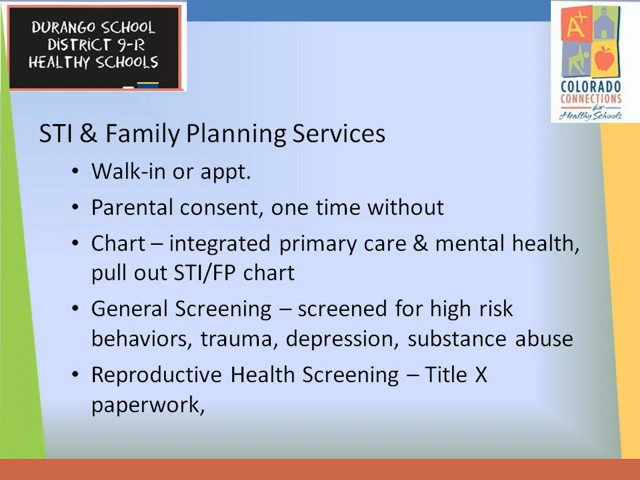 DURANGO SCHOOL
DISTRICT 9-R
HEALTHY SCHOOLS
A+
COLORADO
CONNECTIONS
for
Healthy Schools
STI & Family Planning Services
• Walk-in or appt.
• Parental consent, one time without
• Chart – integrated primary care & mental health,
pull out STI/FP chart
• General Screening – screened for high risk
behaviors, trauma, depression, substance abuse
• Reproductive Health Screening – Title X
paperwork,